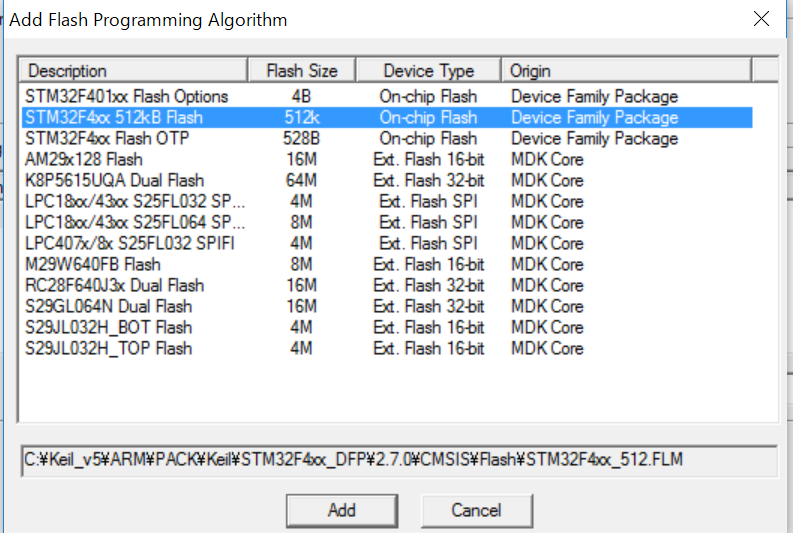 Add Flash Programming Algorithm
Description Flash Size Device Type Origin
STM32F401xx Flash Options 4B On-chip Flash Device Family Package
STM32F4xx 512kB Flash 512k On-chip Flash Device Family Package
STM32F4xx Flash OTP 528B On-chip Flash Device Family Package
AM29x128 Flash 16M Ext. Flash 16-bit MDK Core
K8P5615UQA Dual Flash 64M Ext. Flash 32-bit MDK Core
LPC18xx/43xx S25FL032 SP... 4M Ext. Flash SPI MDK Core
LPC18xx/43xx S25FL064 SP... 8M Ext. Flash SPI MDK Core
LPC407x/8x S25FL032 SPIFI 4M Ext. Flash SPI MDK Core
M29W640FB Flash 8M Ext. Flash 16-bit MDK Core
RC28F640J3x Dual Flash 16M Ext. Flash 32-bit MDK Core
S29GL064N Dual Flash 16M Ext. Flash 32-bit MDK Core
S29JL032H_BOT Flash 4M Ext. Flash 16-bit MDK Core
S29JL032H_TOP Flash 4M Ext. Flash 16-bit MDK Core
C:¥Keil_v5¥ARM¥PACK¥Keil¥STM32F4xx_DFP¥2.7.0¥CMSIS¥Flash¥STM32F4xx_512.FLM
Add Cancel